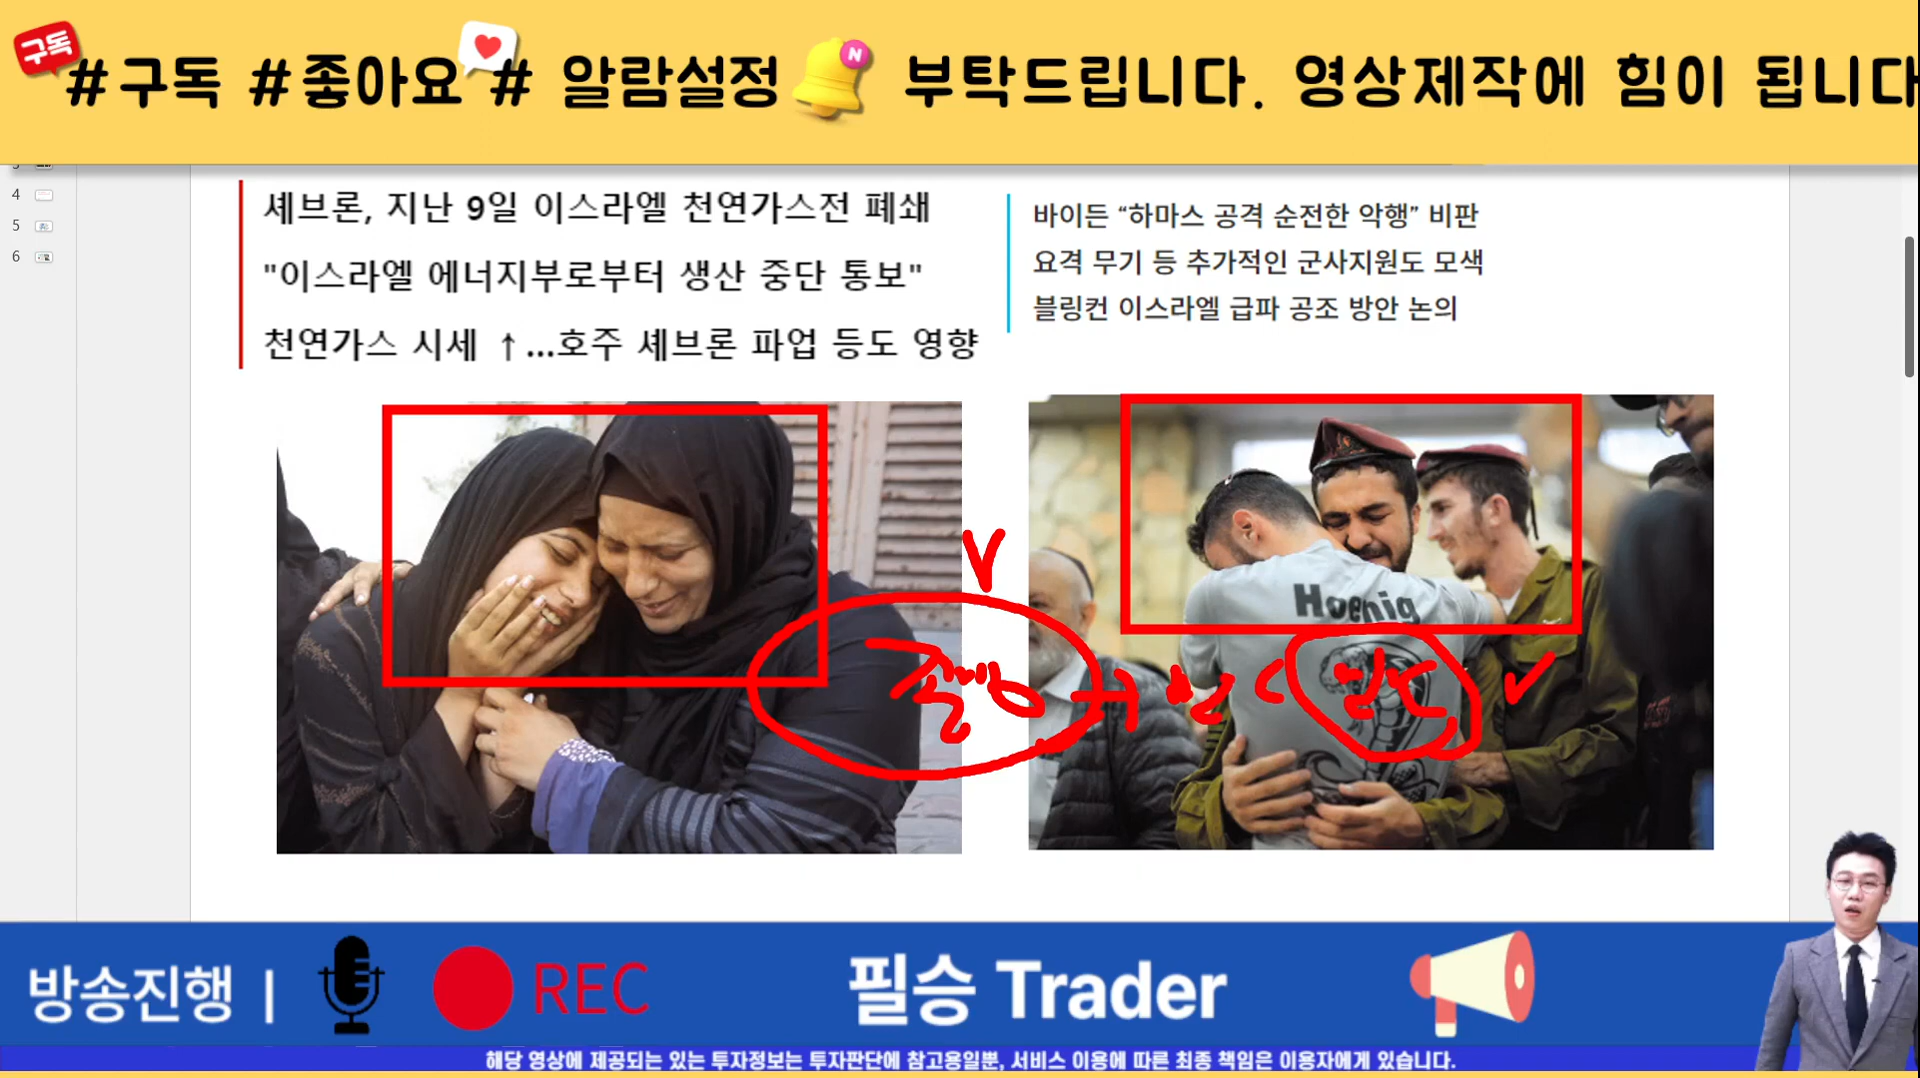 구독
#구독 #좋아요 # 알람설정 N 부탁드립니다. 영상제작에 힘이 됩니다
4
5
6
셰브론, 지난 9일 이스라엘 천연가스전 폐쇄
"이스라엘 에너지부로부터 생산 중단 통보"
천연가스 시세 ↑...호주 셰브론 파업 등도 영향
바이든 “하마스 공격 순전한 악행” 비판
요격 무기 등 추가적인 군사지원도 모색
블링컨 이스라엘 급파 공조 방안 논의
Hoenig
방송진행 | REC 필승 Trader
해당 영상에 제공되는 있는 투자정보는 투자판단에 참고용일뿐, 서비스 이용에 따른 최종 책임은 이용자에게 있습니다.